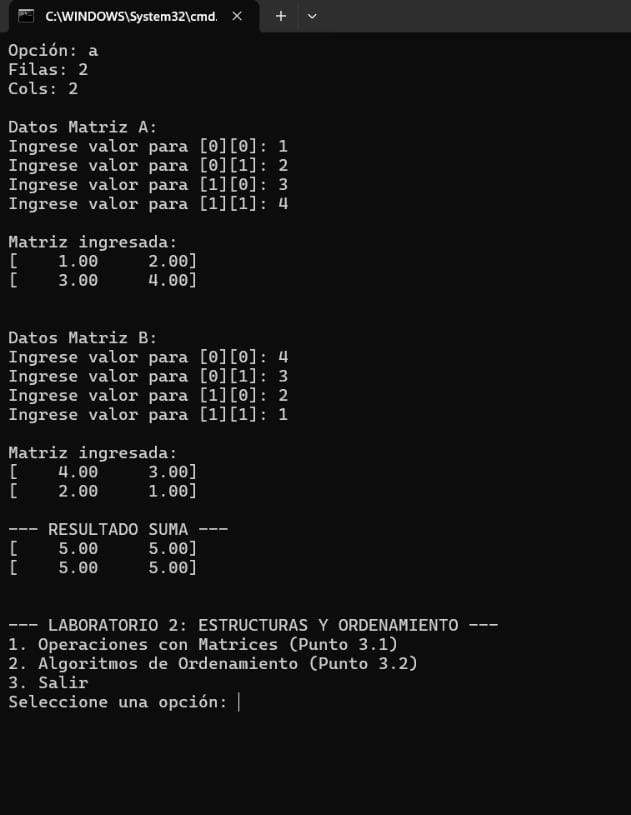 C:\WINDOWS\System32\cmd.
Opción: a
Filas: 2
Cols: 2
Datos Matriz A:
Ingrese valor para [0][0]: 1
Ingrese valor para [0][1]: 2
Ingrese valor para [1][0]: 3
Ingrese valor para [1][1]: 4
Matriz ingresada:
[    1.00     2.00]
[    3.00     4.00]
Datos Matriz B:
Ingrese valor para [0][0]: 4
Ingrese valor para [0][1]: 3
Ingrese valor para [1][0]: 2
Ingrese valor para [1][1]: 1
Matriz ingresada:
[    4.00     3.00]
[    2.00     1.00]
--- RESULTADO SUMA ---
[    5.00     5.00]
[    5.00     5.00]
--- LABORATORIO 2: ESTRUCTURAS Y ORDENAMIENTO ---
1. Operaciones con Matrices (Punto 3.1)
2. Algoritmos de Ordenamiento (Punto 3.2)
3. Salir
Seleccione una opción: